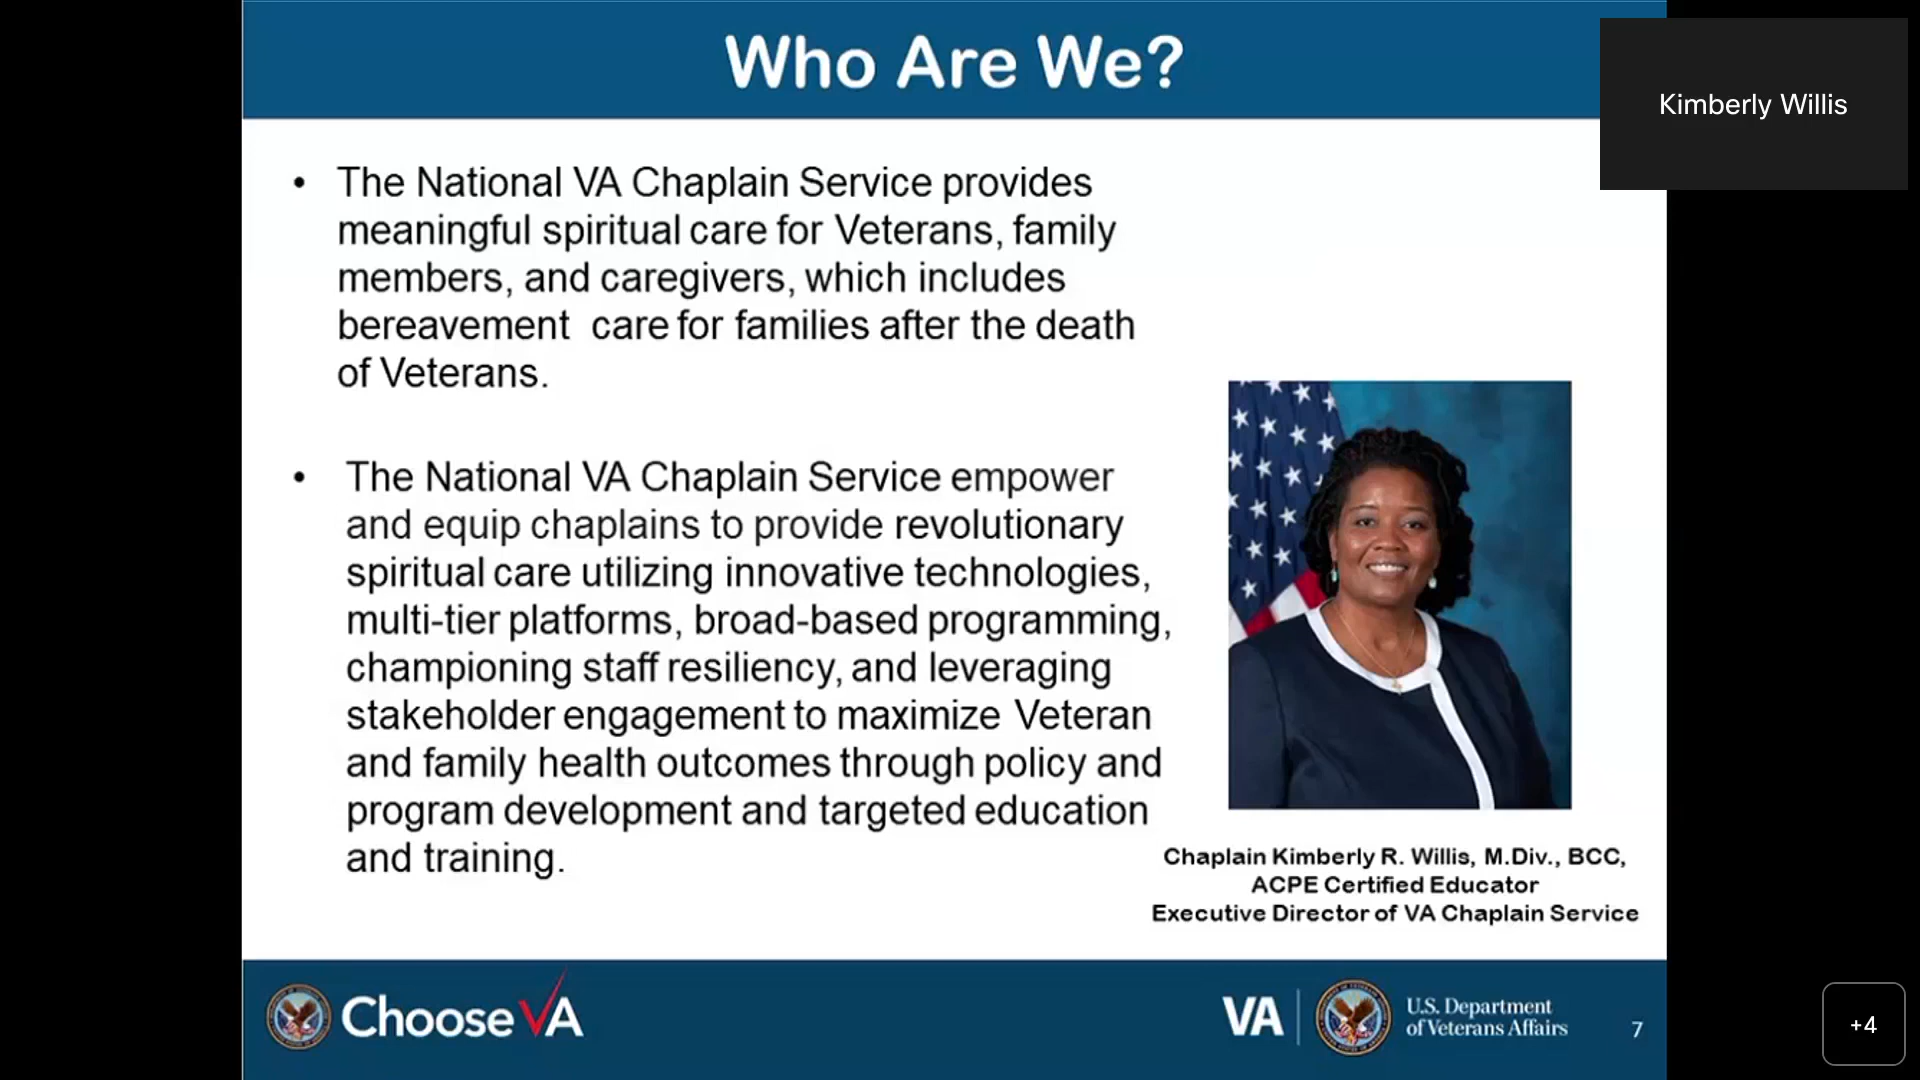 Who Are We?
Kimberly Willis
• The National VA Chaplain Service provides
meaningful spiritual care for Veterans, family
members, and caregivers, which includes
bereavement care for families after the death
of Veterans.
• The National VA Chaplain Service empower
and equip chaplains to provide revolutionary
spiritual care utilizing innovative technologies,
multi-tier platforms, broad-based programming,
championing staff resiliency, and leveraging
stakeholder engagement to maximize Veteran
and family health outcomes through policy and
program development and targeted education
and training.
Chaplain Kimberly R. Willis, M.Div., BCC,
ACPE Certified Educator
Executive Director of VA Chaplain Service
Choose VA
VA
U.S. Department
of Veterans Affairs
7
+4